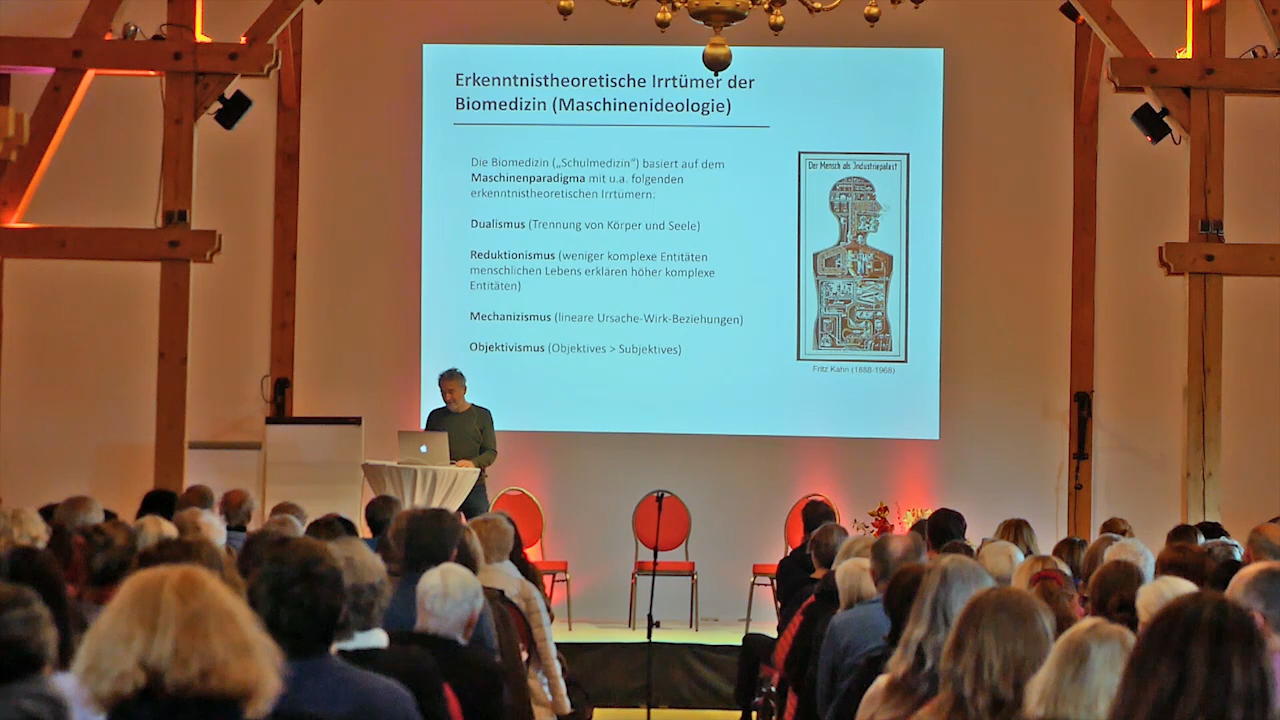 Erkenntnistheoretische Irrtümer der
Biomedizin (Maschinenideologie)
Die Biomedizin („Schulmedizin“) basiert auf dem
Maschinenparadigma mit u.a. folgenden
erkenntnistheoretischen Irrtümern:
Dualismus (Trennung von Körper und Seele)
Reduktionismus (weniger komplexe Entitäten
menschlichen Lebens erklären höher komplexe
Entitäten)
Mechanizismus (lineare Ursache-Wirk-Beziehungen)
Objektivismus (Objektives > Subjektives)
Der Mensch als Industriepalast
Fritz Kahn (1888-1968)